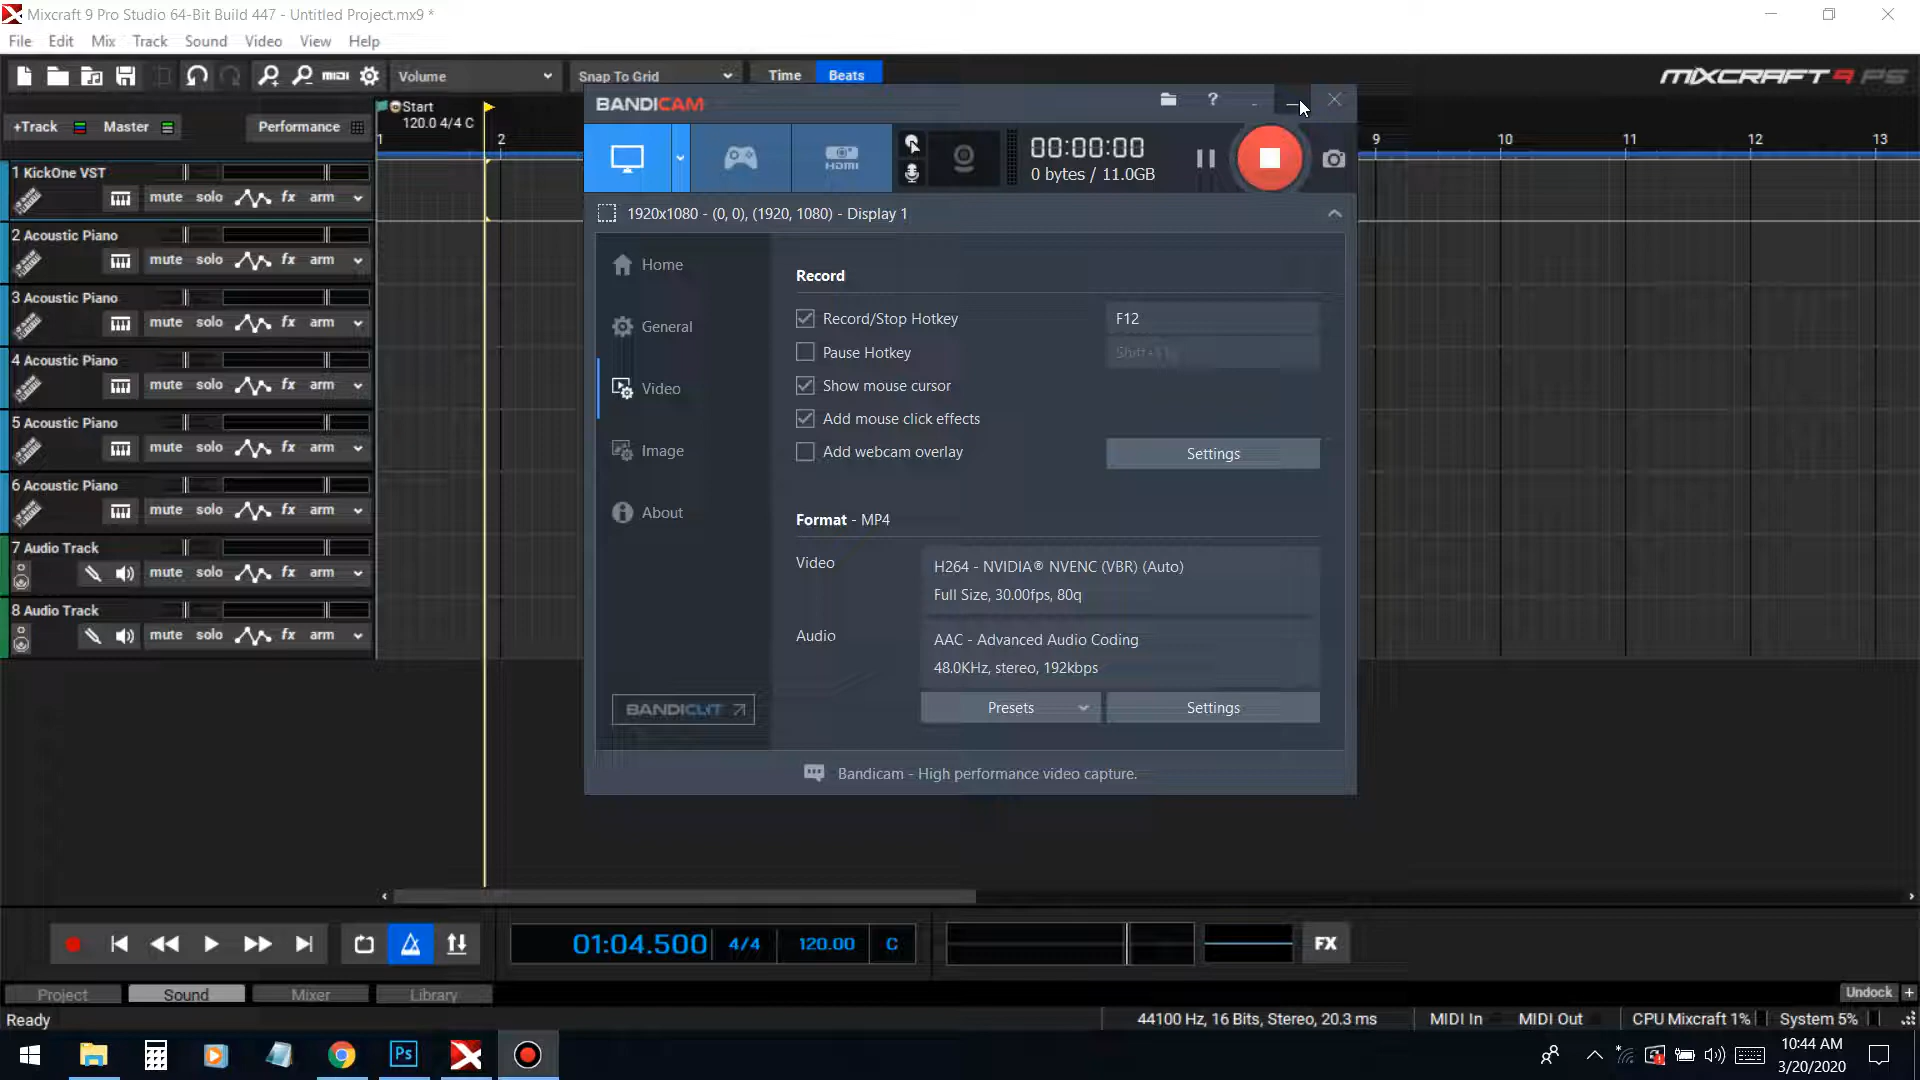 Mixcraft 9 Pro Studio 64-Bit Build 447 - Untitled Project.mx9 *
File Edit Mix Track Sound Video View Help
MIDI Volume Snap To Grid Time Beats
MIXCRAFT 9 PS
BANDICAM ?
Start
120.0 4/4 C
+Track Master Performance
1 2 9 10 11 12 13
HDMI
00:00:00
0 bytes / 11.0GB
1920x1080 - (0, 0), (1920, 1080) - Display 1
1 KickOne VST
mute solo fx arm
2 Acoustic Piano
mute solo fx arm
3 Acoustic Piano
mute solo fx arm
4 Acoustic Piano
mute solo fx arm
5 Acoustic Piano
mute solo fx arm
6 Acoustic Piano
mute solo fx arm
7 Audio Track
mute solo fx arm
8 Audio Track
mute solo fx arm
Home
General
Video
Image
About
BANDICUT
Record
Record/Stop Hotkey F12
Pause Hotkey
Show mouse cursor
Add mouse click effects
Add webcam overlay Settings
Format - MP4
Video
H264 - NVIDIA® NVENC (VBR) (Auto)
Full Size, 30.00fps, 80q
Audio
AAC - Advanced Audio Coding
48.0KHz, stereo, 192kbps
Presets Settings
Bandicam - High performance video capture.
01:04.500 4/4 120.00 C FX
Project Sound Mixer Library
Undock +
Ready 44100 Hz, 16 Bits, Stereo, 20.3 ms MIDI In MIDI Out CPU Mixcraft 1% System 5%
Ps
10:44 AM
3/20/2020